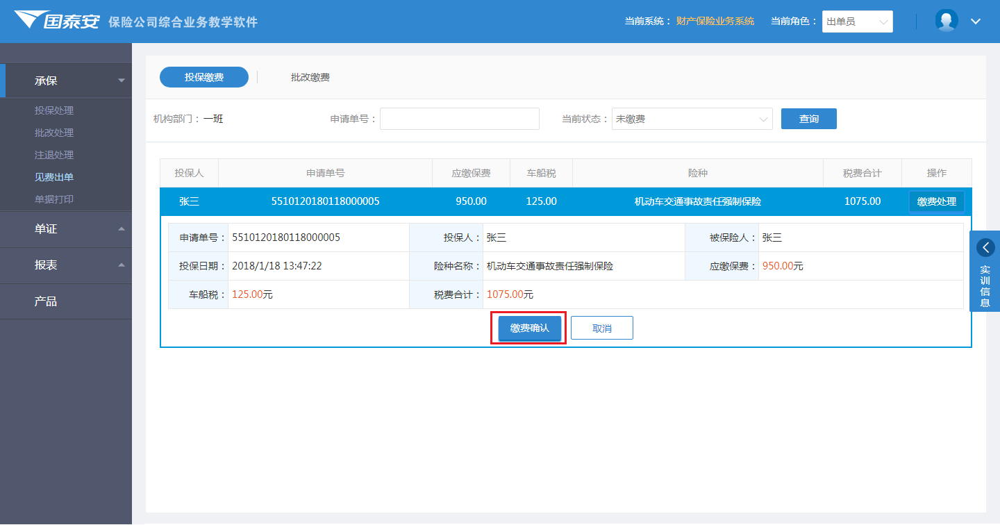 国泰安 保险公司综合业务教学软件 当前系统： 财产保险业务系统 当前角色： 出单员
承保
投保处理
批改处理
注退处理
见费出单
单据打印
单证
报表
产品
投保缴费 批改缴费
机构部门： 一班 申请单号： 当前状态： 未缴费 查询
投保人 申请单号 应缴保费 车船税 险种 税费合计 操作
张三 5510120180118000005 950.00 125.00 机动车交通事故责任强制保险 1075.00 缴费处理
申请单号： 5510120180118000005 投保人： 张三 被保险人： 张三
投保日期： 2018/1/18 13:47:22 险种名称： 机动车交通事故责任强制保险 应缴保费： 950.00元
车船税： 125.00元 税费合计： 1075.00元
缴费确认 取消
实训信息